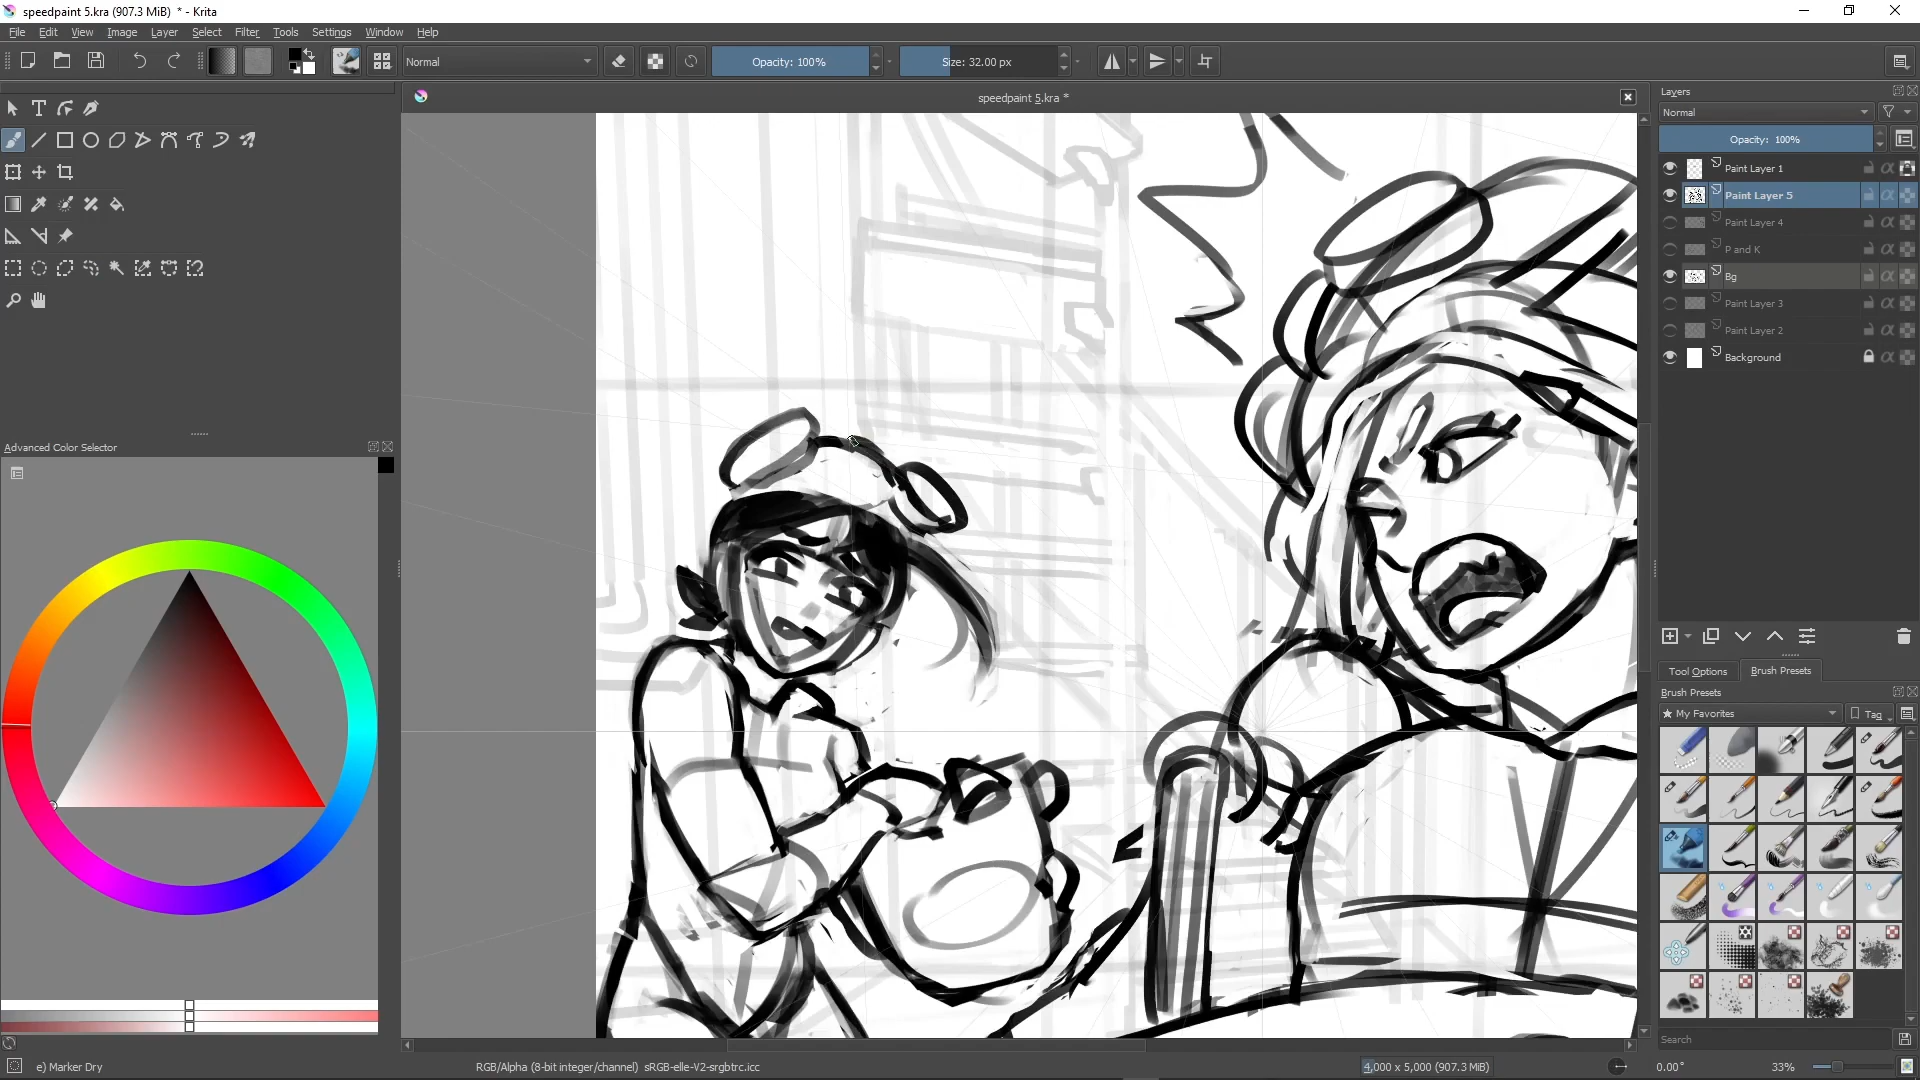 speedpaint 5.kra (907.3 MiB)  * - Krita
File Edit View Image Layer Select Filter Tools Settings Window Help
Normal
Opacity: 100%
Size: 32.00 px
speedpaint 5.kra *
Layers
Normal
Opacity:  100%
Paint Layer 1
Paint Layer 5
Paint Layer 4
P and K
Bg
Paint Layer 3
Paint Layer 2
Background
Advanced Color Selector
Tool Options
Brush Presets
Brush Presets
★ My Favorites
Tag
Search
e) Marker Dry
RGB/Alpha (8-bit integer/channel)  sRGB-elle-V2-srgbtrc.icc
4,000 x 5,000 (907.3 MiB)
0.00°
33%